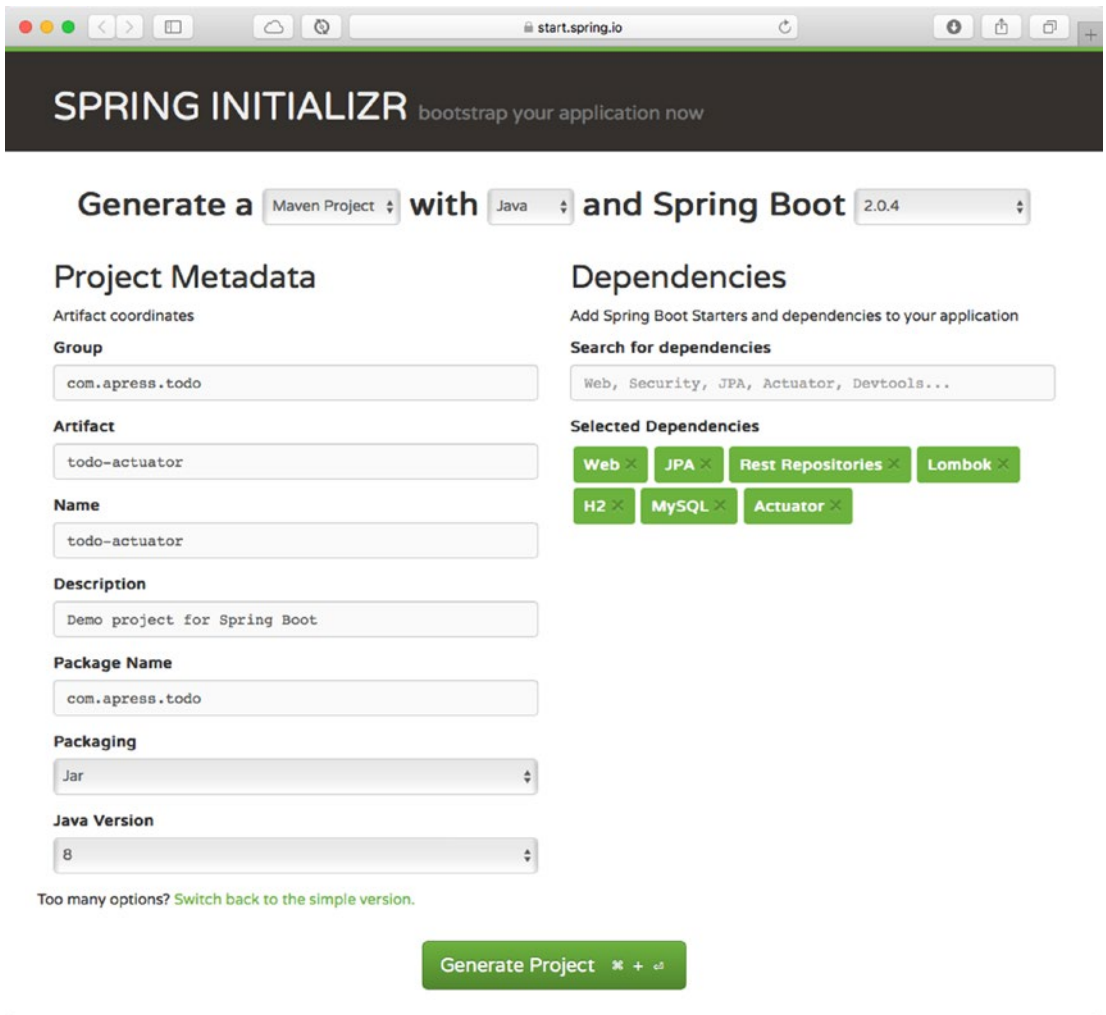 start.spring.io
SPRING INITIALIZR bootstrap your application now
Generate a Maven Project with Java and Spring Boot 2.0.4
Project Metadata
Artifact coordinates
Group
com.apress.todo
Artifact
todo-actuator
Name
todo-actuator
Description
Demo project for Spring Boot
Package Name
com.apress.todo
Packaging
Jar
Java Version
8
Too many options? Switch back to the simple version.
Dependencies
Add Spring Boot Starters and dependencies to your application
Search for dependencies
Web, Security, JPA, Actuator, Devtools...
Selected Dependencies
Web × JPA × Rest Repositories × Lombok ×
H2 × MySQL × Actuator ×
Generate Project ⌘ + ⏎